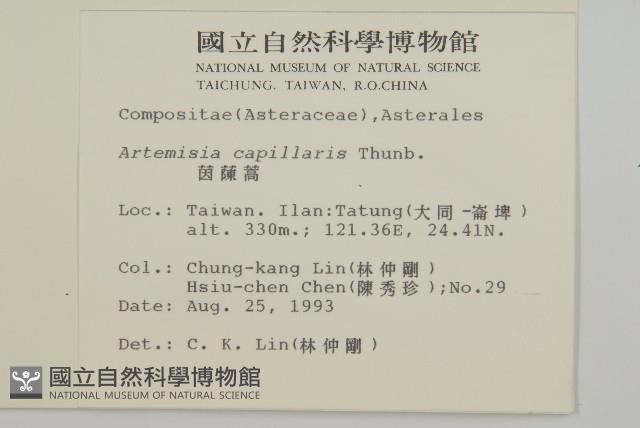 國立自然科學博物館
NATIONAL MUSEUM OF NATURAL SCIENCE
TAICHUNG. TAIWAN, R.O.CHINA
Compositae(Asteraceae),Asterales
Artemisia capillaris Thunb.
茵蔯蒿
Loc.: Taiwan. Ilan:Tatung(大同-崙埤)
alt. 330m.; 121.36E, 24.41N.
Col.: Chung-kang Lin(林仲剛)
Hsiu-chen Chen(陳秀珍);No.29
Date: Aug. 25, 1993
Det.: C. K. Lin(林仲剛)
國立自然科學博物館
NATIONAL MUSEUM OF NATURAL SCIENCE